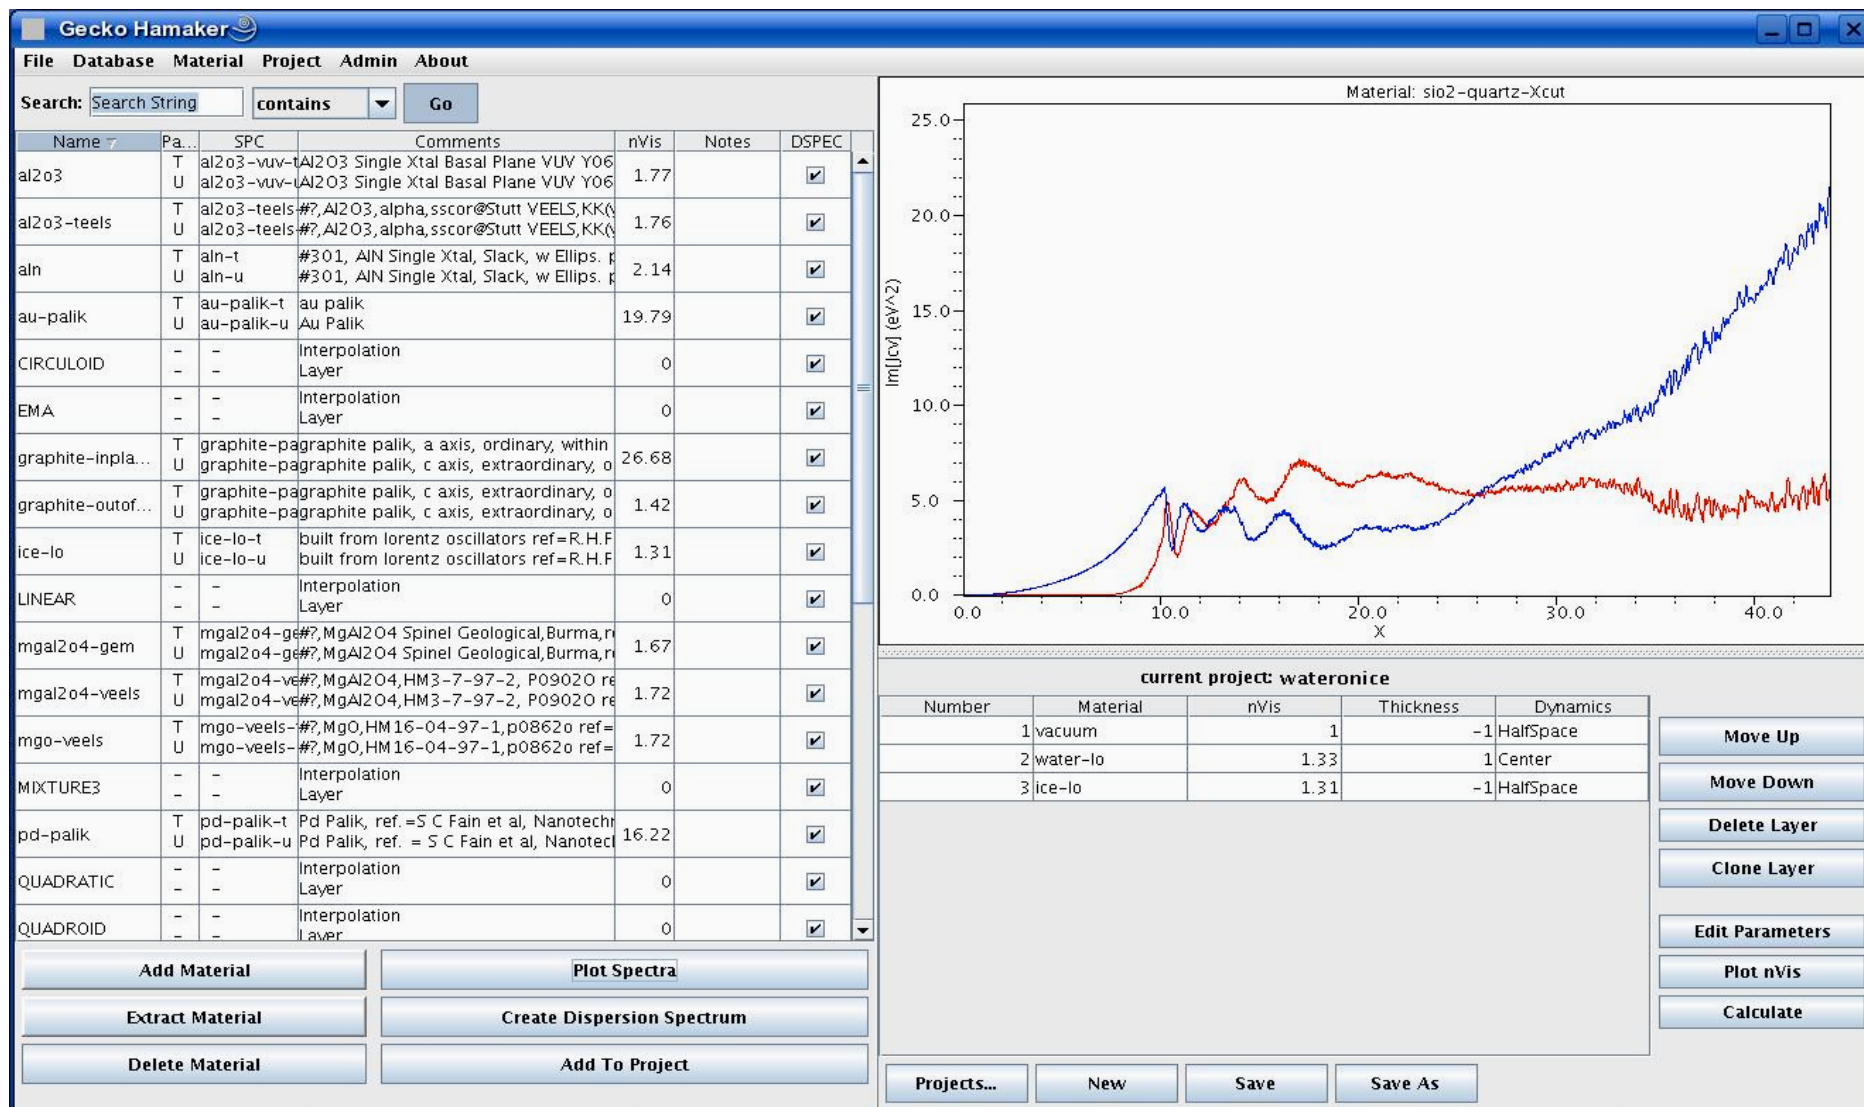 Gecko Hamaker
File Database Material Project Admin About
Search: Search String contains Go
Name Pa... SPC Comments nVis Notes DSPEC
al2o3 T al2o3-vuv-t Al2O3 Single Xtal Basal Plane VUV Y06 1.77
U al2o3-vuv-u Al2O3 Single Xtal Basal Plane VUV Y06
al2o3-teels T al2o3-teels- #?,Al2O3,alpha,sscor@Stutt VEELS,KK(v 1.76
U al2o3-teels- #?,Al2O3,alpha,sscor@Stutt VEELS,KK(v
aln T aln-t #301, AlN Single Xtal, Slack, w Ellips. p 2.14
U aln-u #301, AlN Single Xtal, Slack, w Ellips. p
au-palik T au-palik-t au palik 19.79
U au-palik-u Au Palik
CIRCULOID - - Interpolation 0
- - Layer
EMA - - Interpolation 0
- - Layer
graphite-inpla... T graphite-pa graphite palik, a axis, ordinary, within 26.68
U graphite-pa graphite palik, c axis, extraordinary, o
graphite-outof... T graphite-pa graphite palik, c axis, extraordinary, o 1.42
U graphite-pa graphite palik, c axis, extraordinary, o
ice-lo T ice-lo-t built from lorentz oscillators ref=R.H.F 1.31
U ice-lo-u built from lorentz oscillators ref=R.H.F
LINEAR - - Interpolation 0
- - Layer
mgal2o4-gem T mgal2o4-ge #?,MgAl2O4 Spinel Geological,Burma,r 1.67
U mgal2o4-ge #?,MgAl2O4 Spinel Geological,Burma,r
mgal2o4-veels T mgal2o4-ve #?,MgAl2O4,HM3-7-97-2, P0902O re 1.72
U mgal2o4-ve #?,MgAl2O4,HM3-7-97-2, P0902O re
mgo-veels T mgo-veels- #?,MgO,HM16-04-97-1,p0862o ref= 1.72
U mgo-veels- #?,MgO,HM16-04-97-1,p0862o ref=
MIXTURE3 - - Interpolation 0
- - Layer
pd-palik T pd-palik-t Pd Palik, ref.=S C Fain et al, Nanotechr 16.22
U pd-palik-u Pd Palik, ref. = S C Fain et al, Nanotecl
QUADRATIC - - Interpolation 0
- - Layer
QUADROID - - Interpolation 0
- - Layer
Add Material Plot Spectra
Extract Material Create Dispersion Spectrum
Delete Material Add To Project
Material: sio2-quartz-Xcut
25.0
20.0
15.0
10.0
5.0
0.0
Im[Jcv] (eV^2)
0.0 10.0 20.0 30.0 40.0
X
current project: wateronice
Number Material nVis Thickness Dynamics
1 vacuum 1 -1 HalfSpace
2 water-lo 1.33 1 Center
3 ice-lo 1.31 -1 HalfSpace
Move Up
Move Down
Delete Layer
Clone Layer
Edit Parameters
Plot nVis
Calculate
Projects... New Save Save As